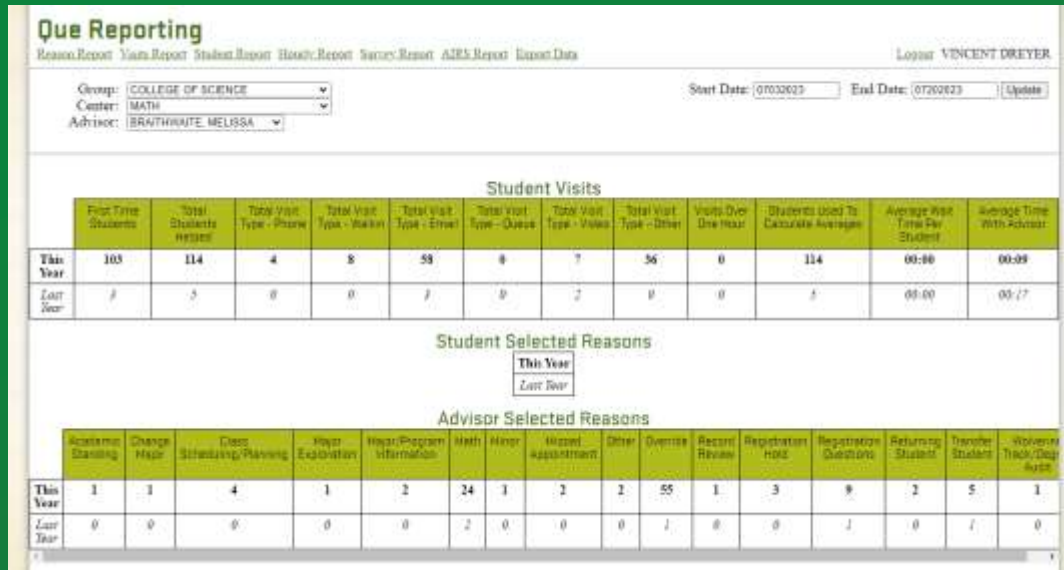 Que Reporting
Reason Report Visits Report Student Report Hourly Report Survey Report AIRS Report Export Data Logout VINCENT DREYER
Group: COLLEGE OF SCIENCE Start Date: 07032023 End Date: 07202023 Update
Center: MATH
Advisor: BRAITHWAITE, MELISSA
Student Visits
First Time Students Total Students Helped Total Visit Type - Phone Total Visit Type - Walkin Total Visit Type - Email Total Visit Type - Queue Total Visit Type - Video Total Visit Type - Other Visits Over One Hour Students Used To Calculate Averages Average Wait Time Per Student Average Time With Advisor
This Year 103 114 4 8 59 0 7 36 0 114 00:00 00:09
Last Year 3 5 0 0 3 0 2 0 0 5 00:00 00:17
Student Selected Reasons
This Year
Last Year
Advisor Selected Reasons
Academic Standing Change Major Class Scheduling/Planning Major Exploration Major/Program Information Math Minor Missed Appointment Other Override Record Review Registration Hold Registration Questions Returning Student Transfer Student Wolverine Track/Deg Audit
This Year 1 1 4 1 2 24 1 2 2 55 1 3 9 2 5 1
Last Year 0 0 0 0 0 2 0 0 0 1 0 0 1 0 1 0